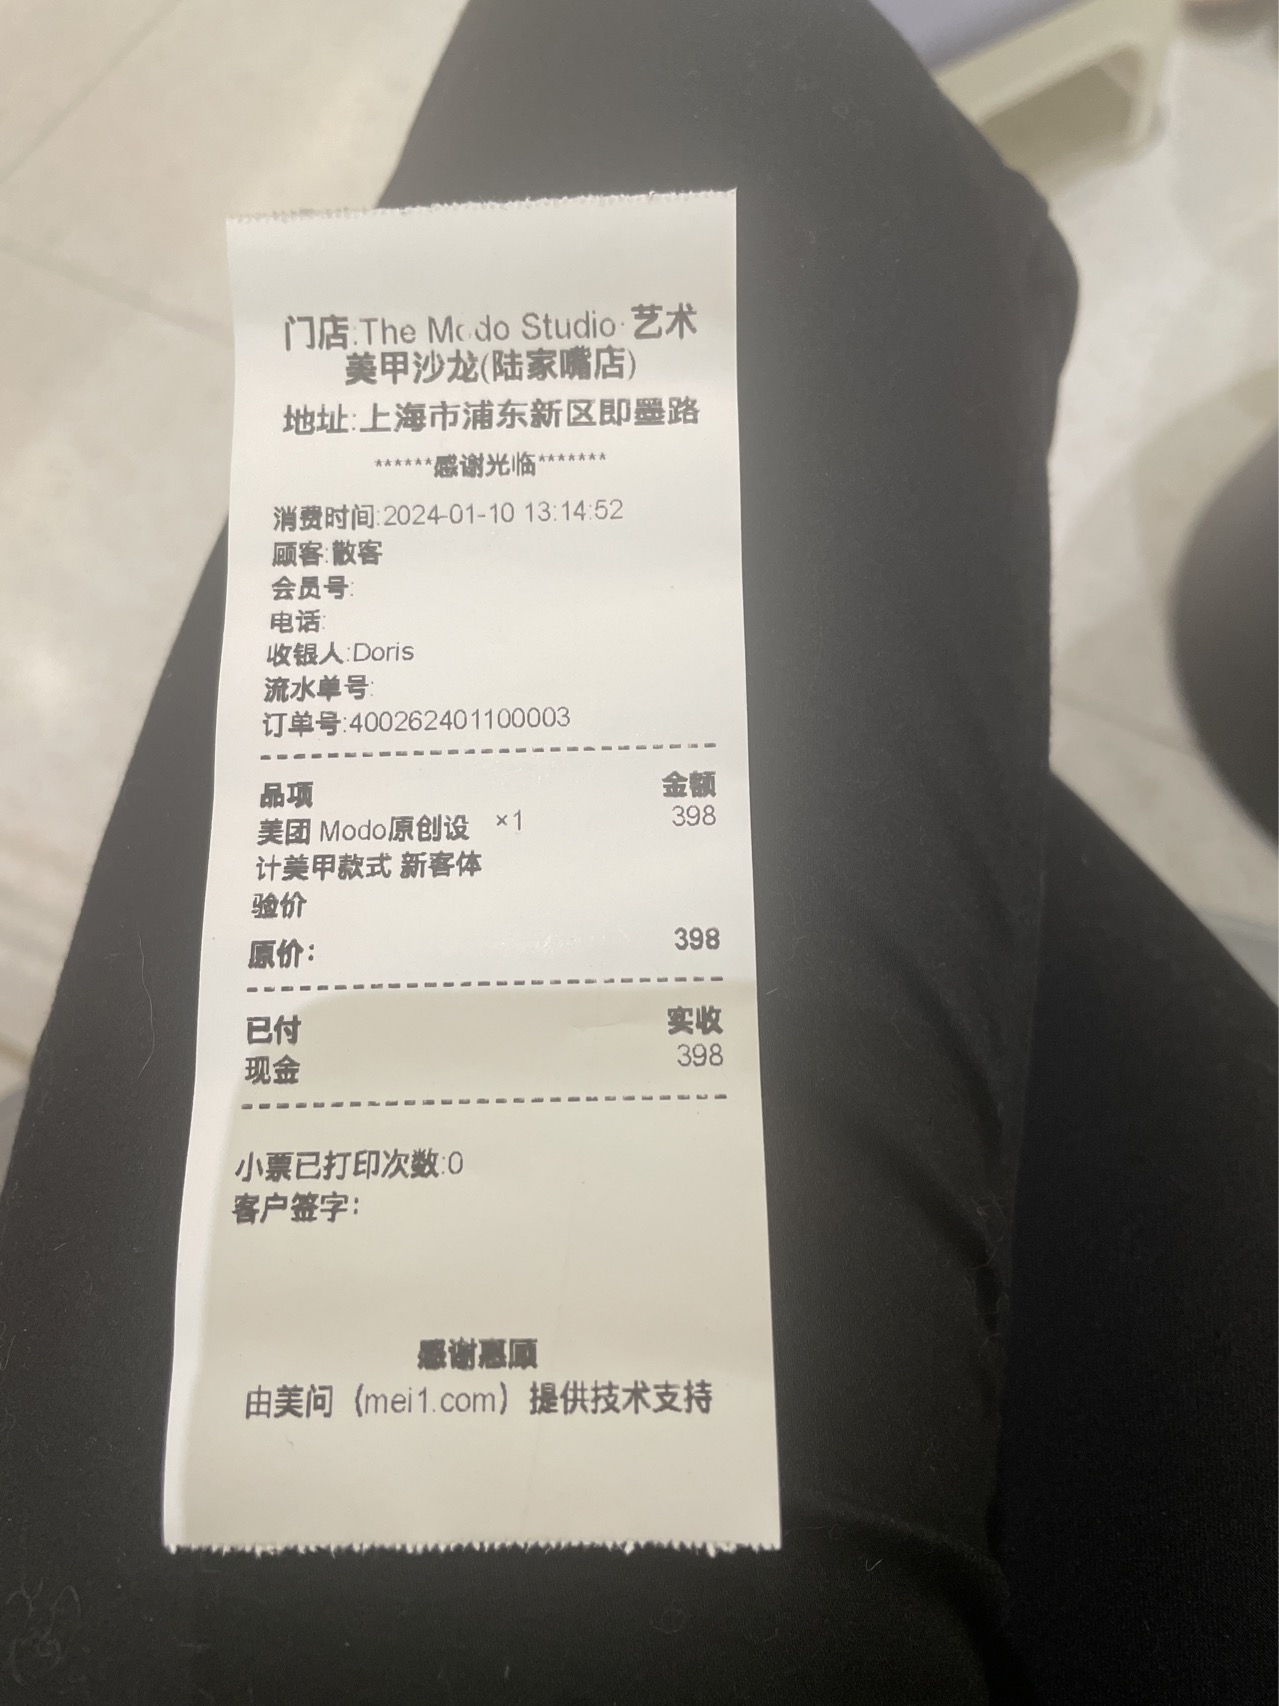 门店:The Modo Studio·艺术
美甲沙龙(陆家嘴店)
地址:上海市浦东新区即墨路
******感谢光临*******
消费时间:2024-01-10 13:14:52
顾客:散客
会员号:
电话:
收银人:Doris
流水单号:
订单号:400262401100003
品项 金额
美团 Modo原创设 ×1 398
计美甲款式 新客体
验价
原价: 398
已付 实收
现金 398
小票已打印次数:0
客户签字:
感谢惠顾
由美问（mei1.com）提供技术支持